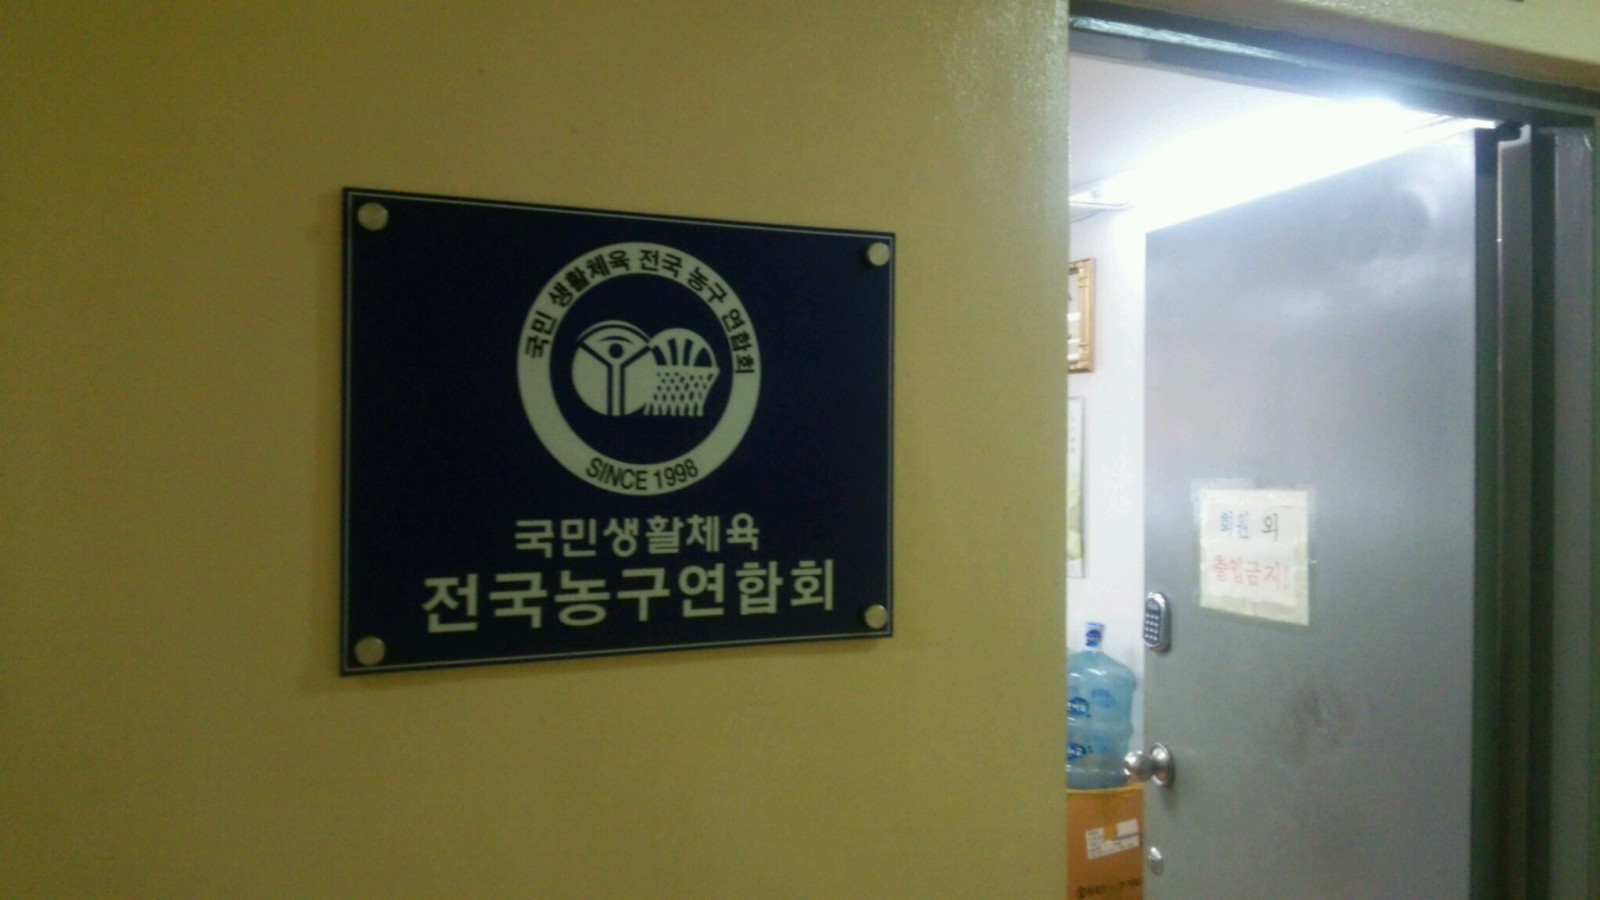 국민 생활체육 전국 농구 연합회
SINCE 1998
국민생활체육
전국농구연합회
회원 외
출입금지!